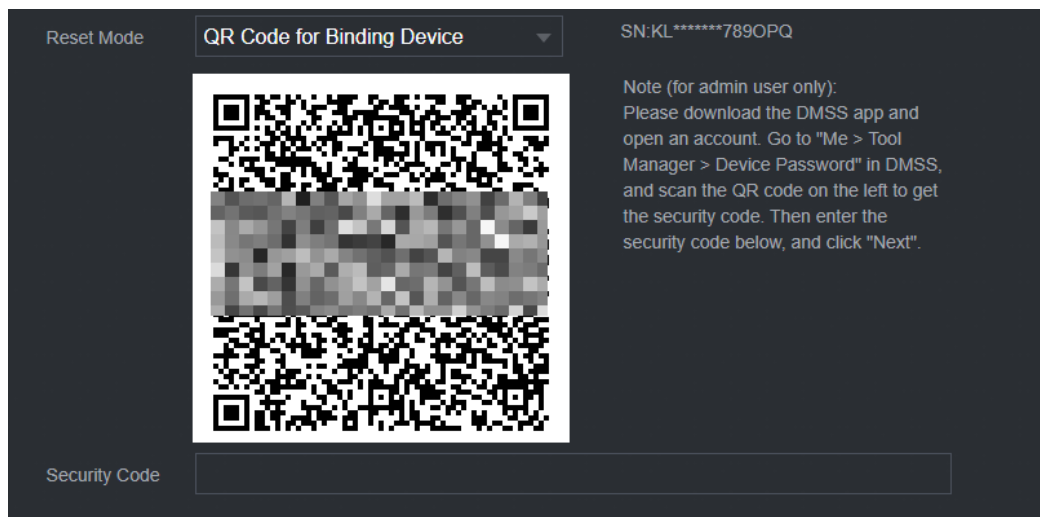 Reset Mode
QR Code for Binding Device
SN:KL*******789OPQ
Note (for admin user only):
Please download the DMSS app and
open an account. Go to "Me > Tool
Manager > Device Password" in DMSS,
and scan the QR code on the left to get
the security code. Then enter the
security code below, and click "Next".
Security Code